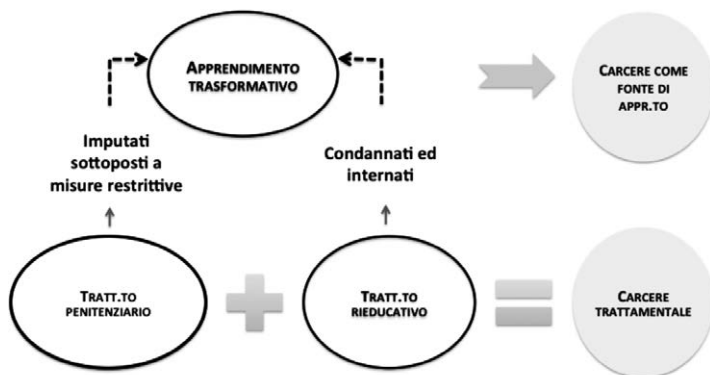 APPRENDIMENTO
TRASFORMATIVO
CARCERE COME
FONTE DI
APPR.TO
Imputati
sottoposti a
misure restrittive
Condannati ed
internati
TRATT.TO
PENITENZIARIO
TRATT.TO
RIEDUCATIVO
CARCERE
TRATTAMENTALE